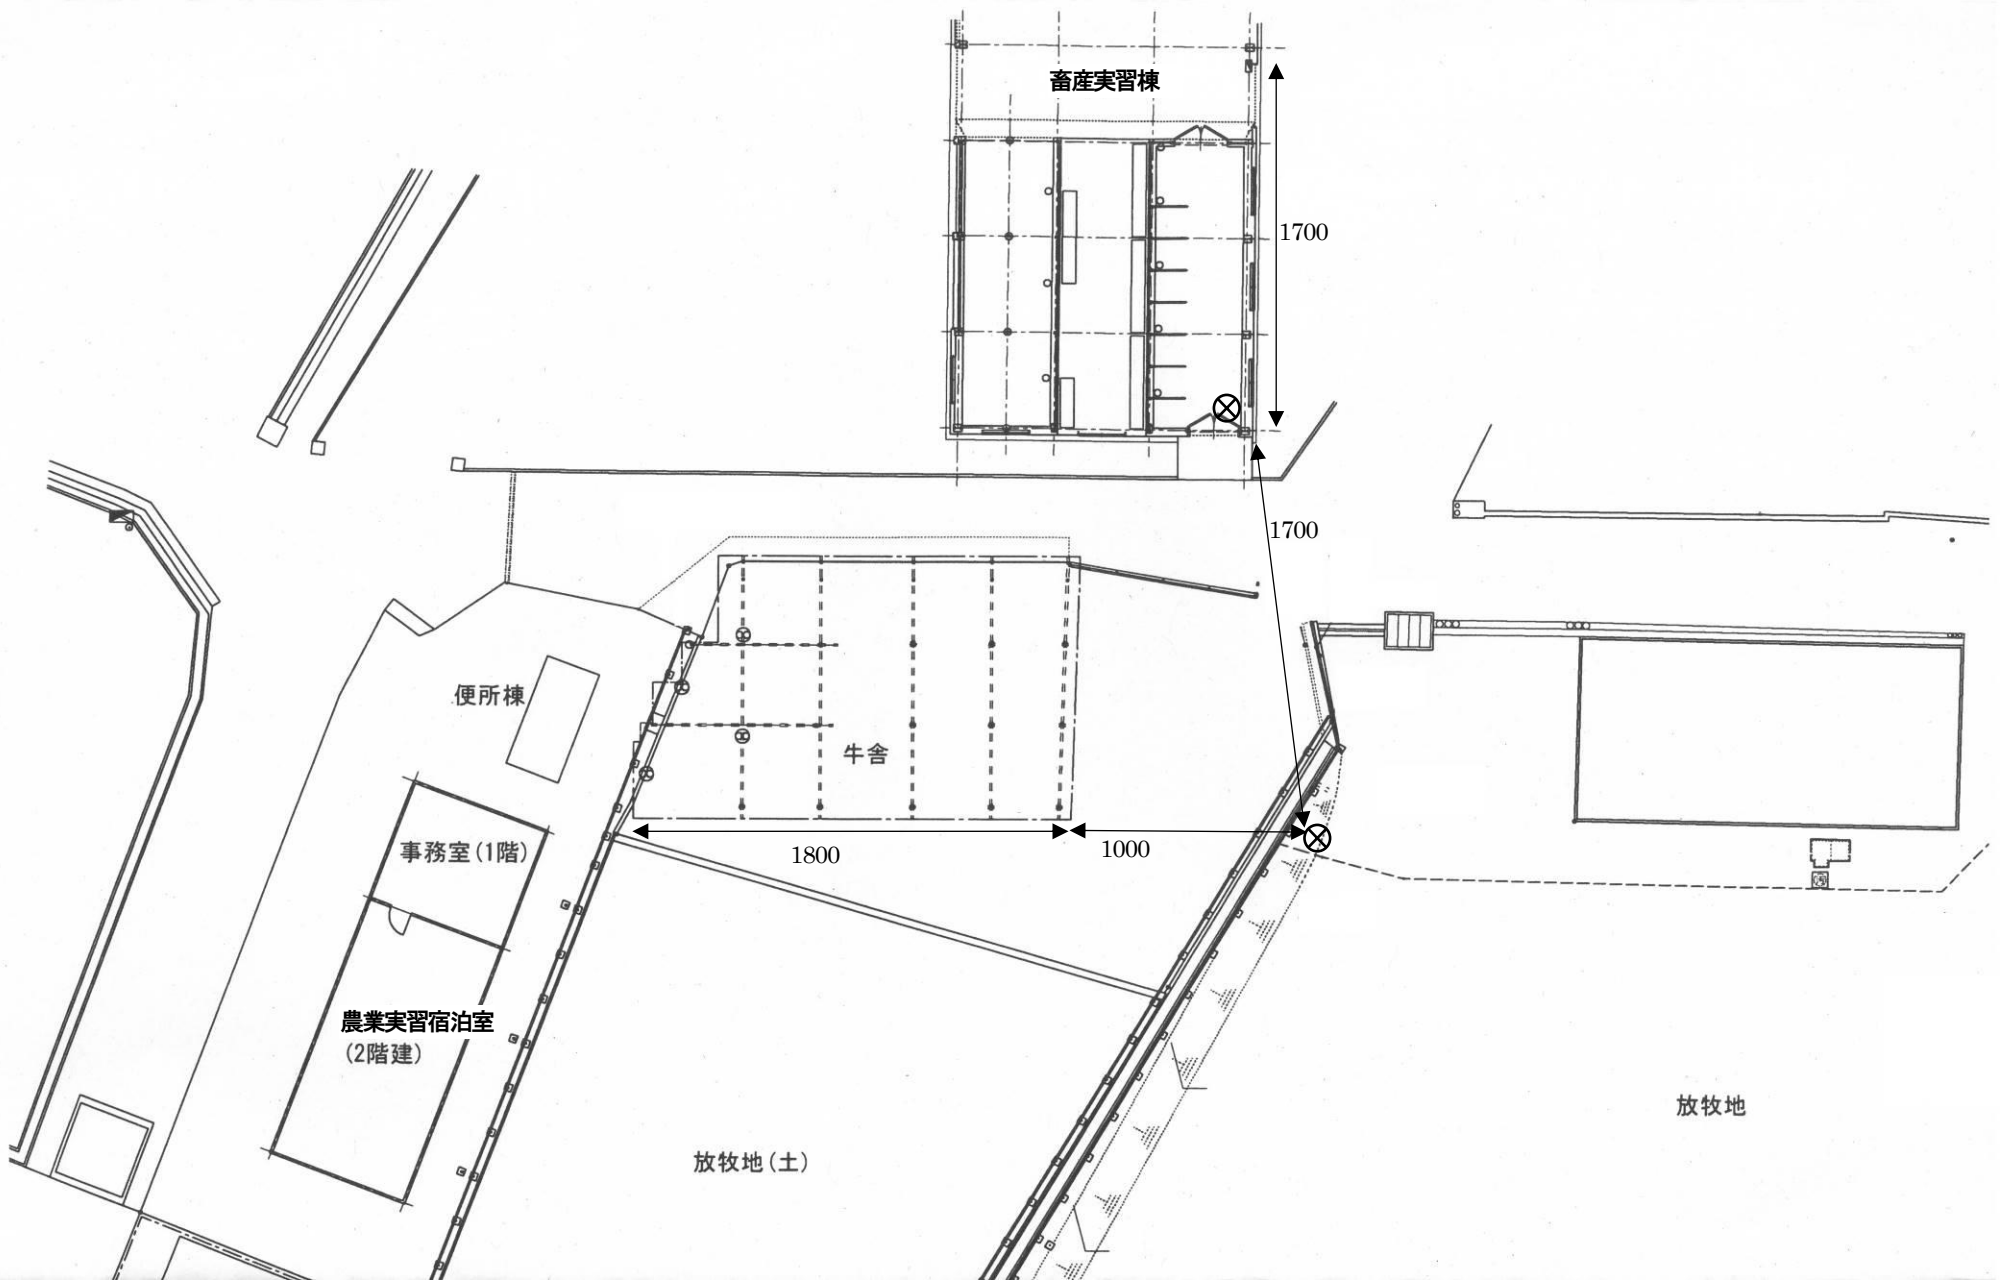 畜産実習棟
1700
1700
便所棟
牛舎
事務室(1階)
1800
1000
農業実習宿泊室
(2階建)
放牧地
放牧地(土)